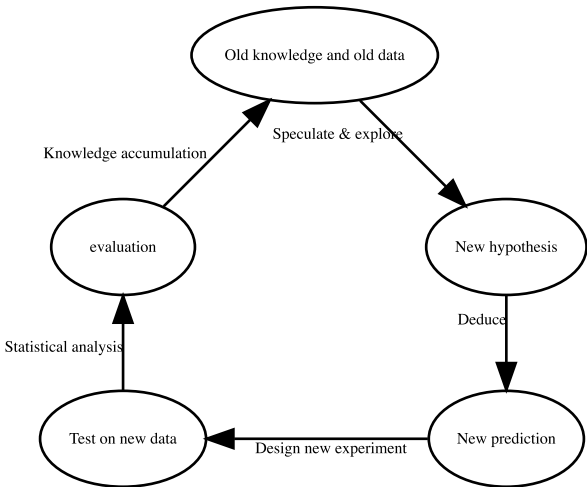 Old knowledge and old data
Speculate & explore
Knowledge accumulation
evaluation
New hypothesis
Deduce
Statistical analysis
Test on new data
New prediction
Design new experiment